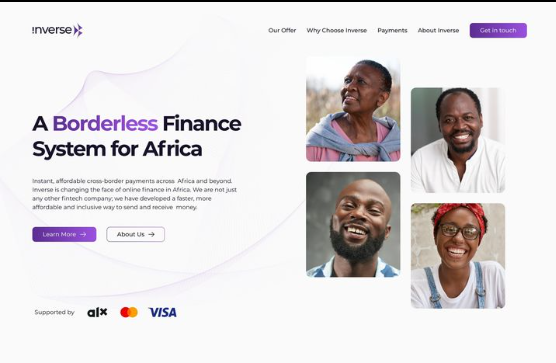 inverse
Our Offer
Why Choose Inverse
Payments
About Inverse
Get in touch
A Borderless Finance
System for Africa
Instant, affordable cross-border payments across Africa and beyond.
Inverse is changing the face of online finance in Africa. We are not just
any other fintech company; we have developed a faster, more
affordable and inclusive way to send and receive money.
Learn More →
About Us →
Supported by
alx
VISA